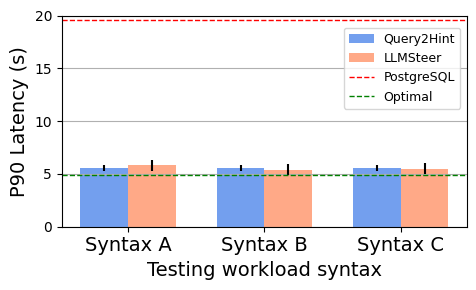 P90 Latency (s)
20
15
10
5
0
Query2Hint
LLMSteer
PostgreSQL
Optimal
Syntax A
Syntax B
Syntax C
Testing workload syntax